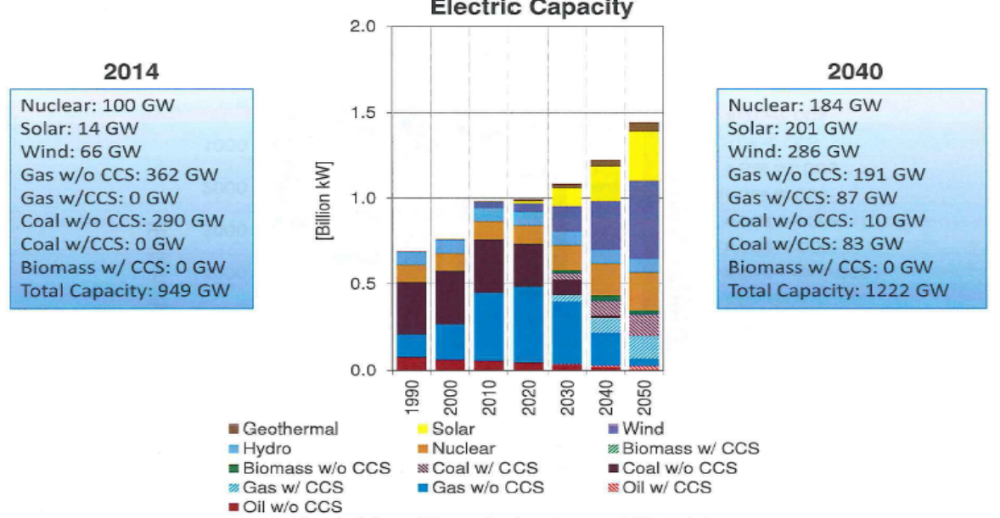 Electric Capacity
2014
Nuclear: 100 GW
Solar: 14 GW
Wind: 66 GW
Gas w/o CCS: 362 GW
Gas w/CCS: 0 GW
Coal w/o CCS: 290 GW
Coal w/CCS: 0 GW
Biomass w/ CCS: 0 GW
Total Capacity: 949 GW
[Billion kW]
2.0
1.5
1.0
0.5
0.0
1990
2000
2010
2020
2030
2040
2050
2040
Nuclear: 184 GW
Solar: 201 GW
Wind: 286 GW
Gas w/o CCS: 191 GW
Gas w/CCS: 87 GW
Coal w/o CCS: 10 GW
Coal w/CCS: 83 GW
Biomass w/ CCS: 0 GW
Total Capacity: 1222 GW
Geothermal Solar Wind
Hydro Nuclear Biomass w/ CCS
Biomass w/o CCS Coal w/ CCS Coal w/o CCS
Gas w/ CCS Gas w/o CCS Oil w/ CCS
Oil w/o CCS